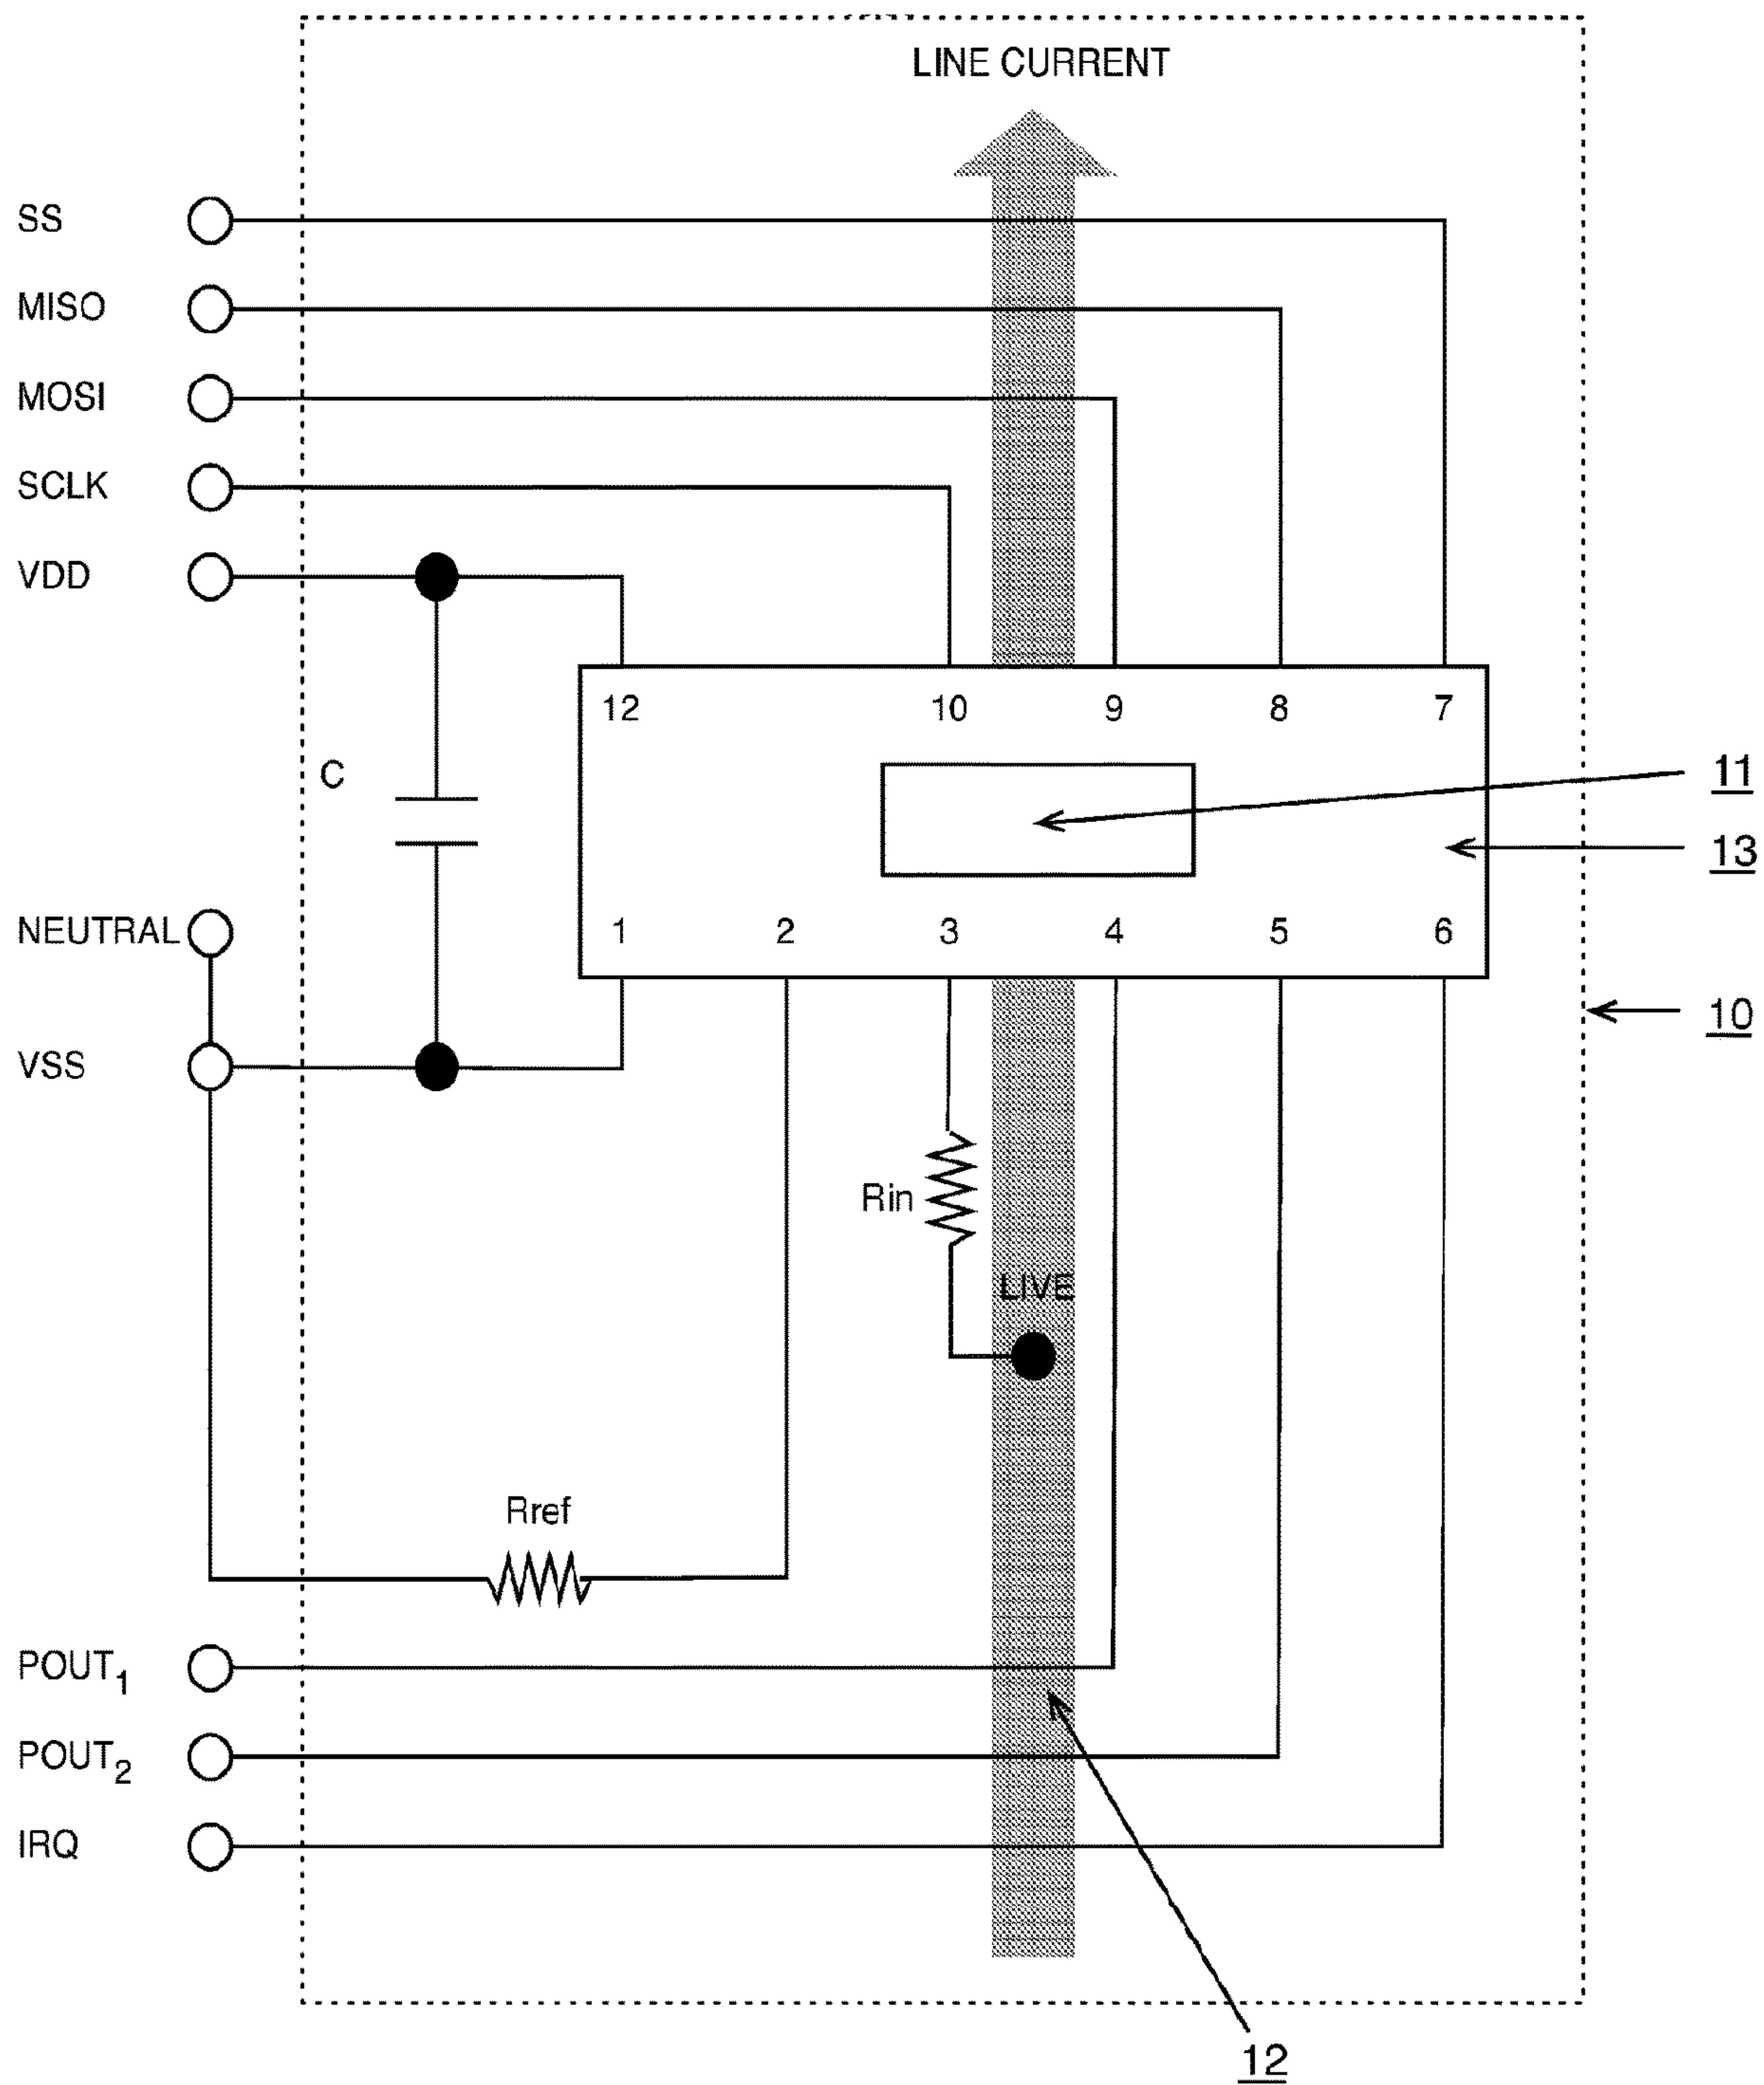 LINE CURRENT
SS
MISO
MOSI
SCLK
VDD
12 10 9 8 7
C
11
13
NEUTRAL
1 2 3 4 5 6
10
VSS
Rin
LIVE
Rref
POUT1
POUT2
IRQ
12